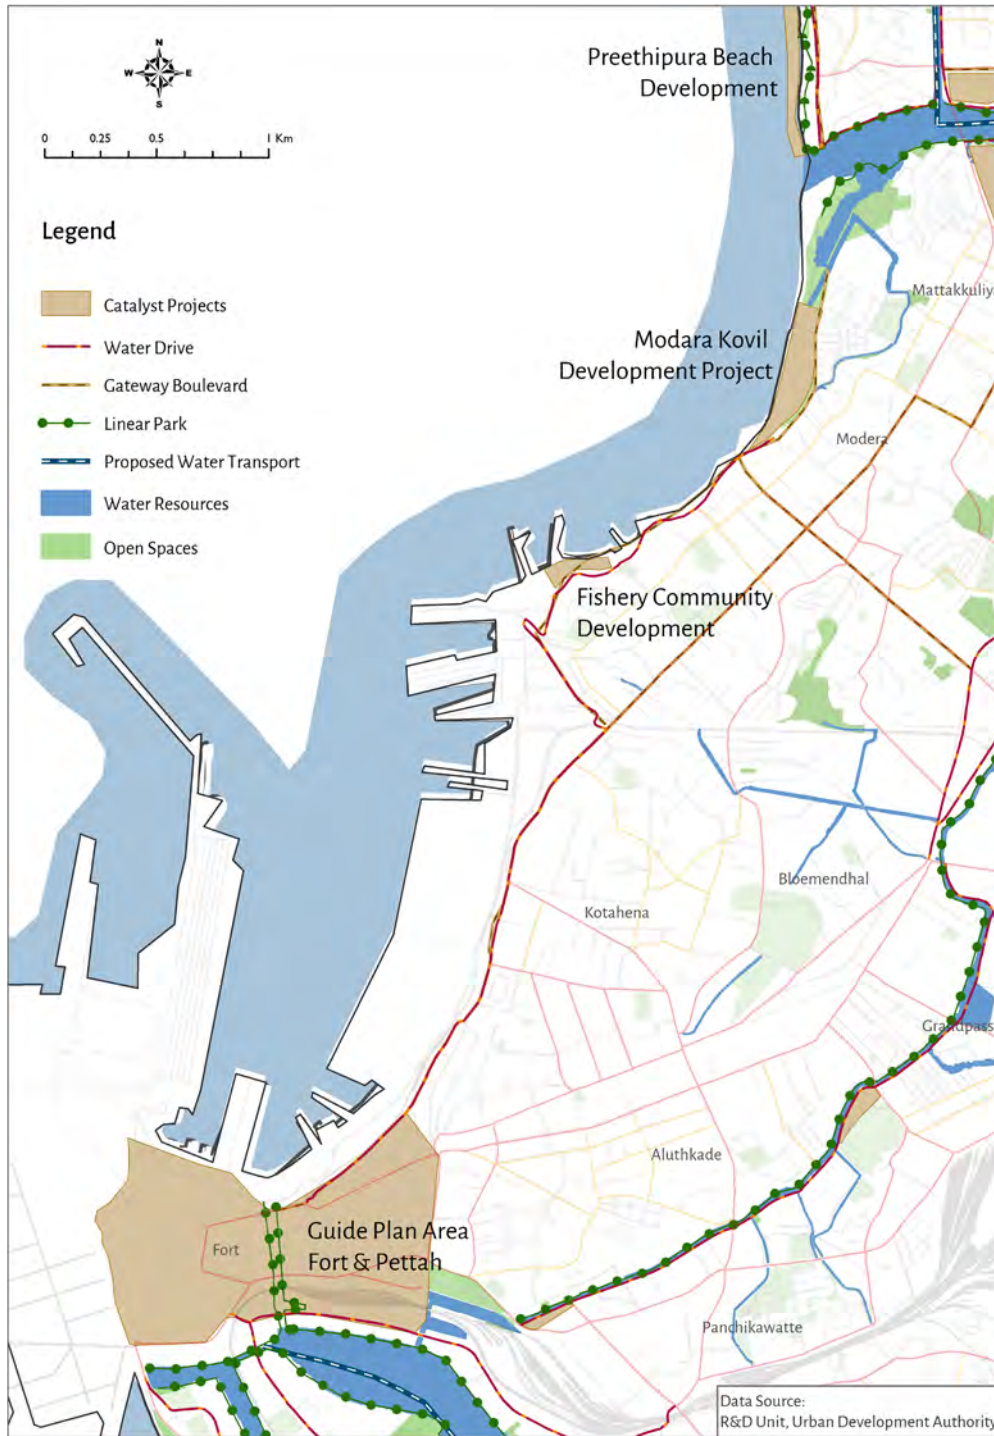 N
W E
S
0 0.25 0.5 1 Km
Legend
Catalyst Projects
Water Drive
Gateway Boulevard
Linear Park
Proposed Water Transport
Water Resources
Open Spaces
Preethipura Beach
Development
Mattakkuliy
Modara Kovil
Development Project
Modera
Fishery Community
Development
Bloemendhal
Kotahena
Grandpass
Aluthkade
Guide Plan Area
Fort & Pettah
Fort
Panchikawatte
Data Source:
R&D Unit, Urban Development Authority